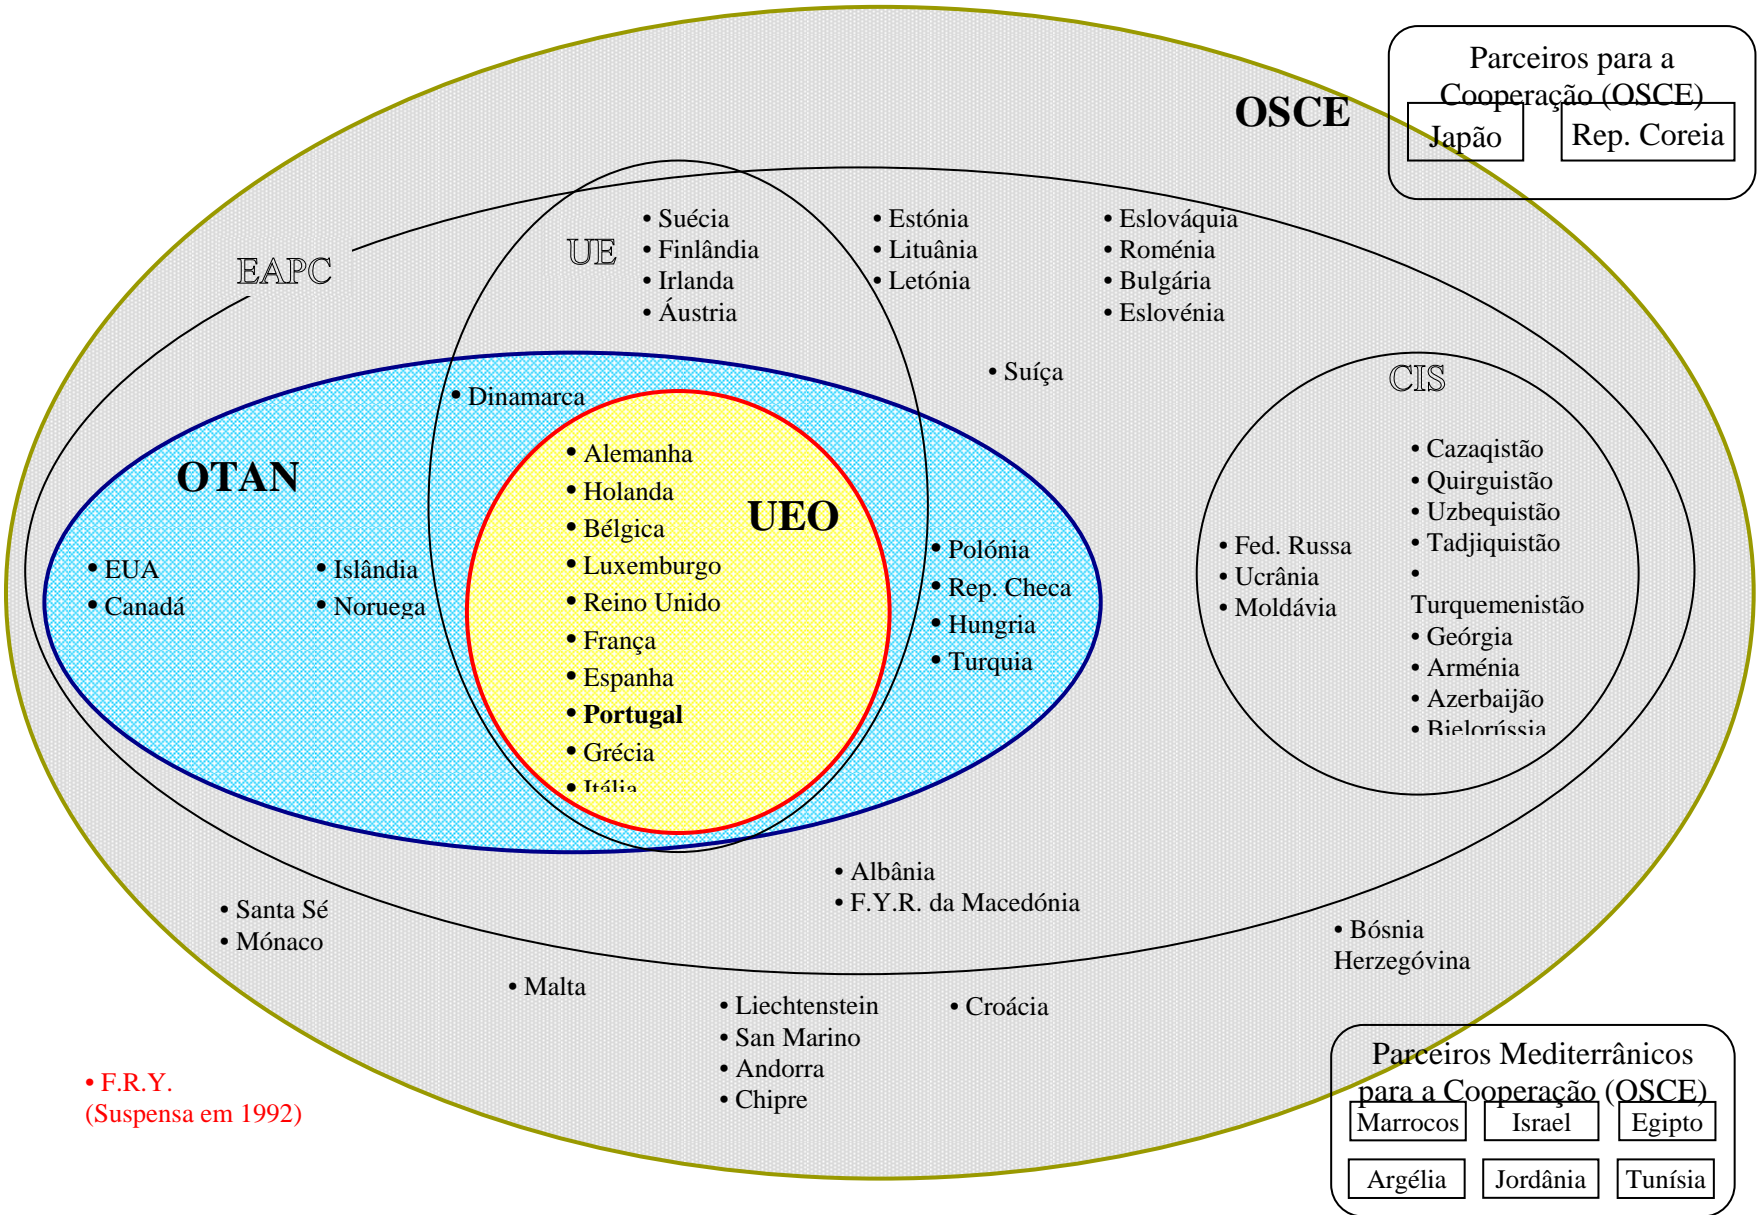 Parceiros para a
Cooperação (OSCE)
Japão
Rep. Coreia
OSCE
EAPC
UE
• Suécia
• Finlândia
• Irlanda
• Áustria
• Estónia
• Lituânia
• Letónia
• Eslováquia
• Roménia
• Bulgária
• Eslovénia
• Suíça
CIS
• Dinamarca
OTAN
• EUA
• Canadá
• Islândia
• Noruega
• Alemanha
• Holanda
• Bélgica
• Luxemburgo
• Reino Unido
• França
• Espanha
• Portugal
• Grécia
• Itália
UEO
• Polónia
• Rep. Checa
• Hungria
• Turquia
• Fed. Russa
• Ucrânia
• Moldávia
• Cazaqistão
• Quirguistão
• Uzbequistão
• Tadjiquistão
•
Turquemenistão
• Geórgia
• Arménia
• Azerbaijão
• Bielorússia
• Albânia
• F.Y.R. da Macedónia
• Santa Sé
• Mónaco
• Malta
• Liechtenstein
• San Marino
• Andorra
• Chipre
• Croácia
• Bósnia
Herzegóvina
• F.R.Y.
(Suspensa em 1992)
Parceiros Mediterrânicos
para a Cooperação (OSCE)
Marrocos
Israel
Egipto
Argélia
Jordânia
Tunísia